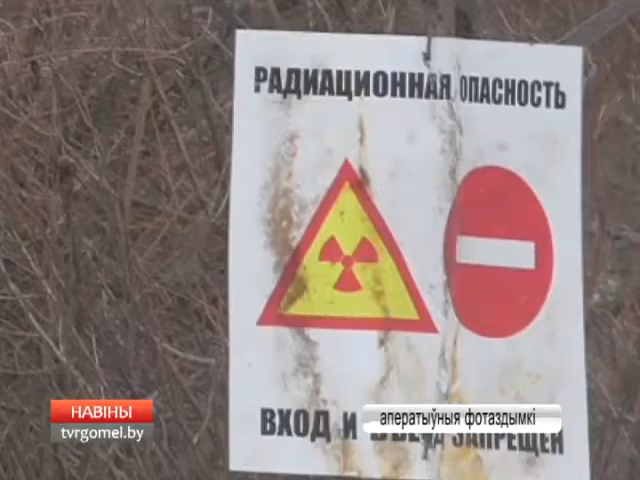 РАДИАЦИОННАЯ ОПАСНОСТЬ
ВХОД И ЗАПРЕЩЕН
НАВІНЫ
tvrgomel.by
аператыўныя фотаздымкі